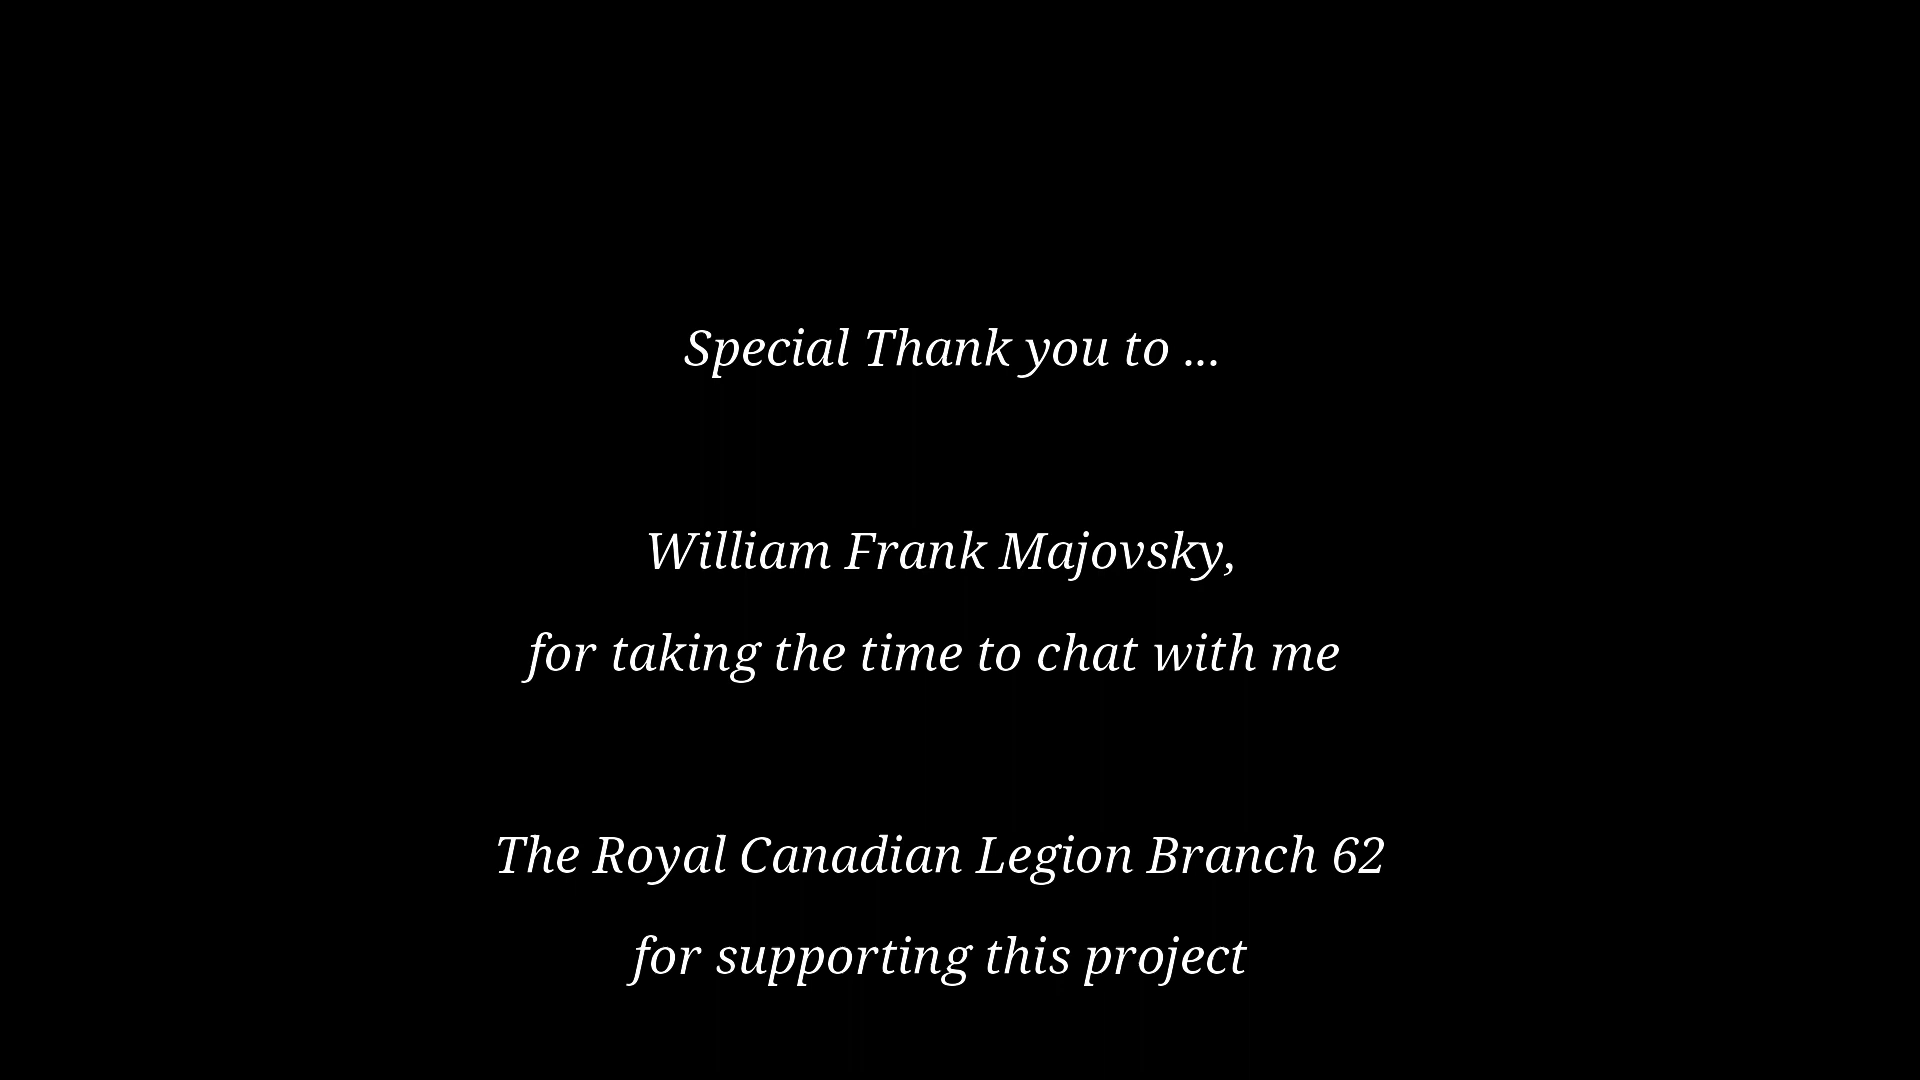 Special Thank you to ...
William Frank Majovsky,
for taking the time to chat with me
The Royal Canadian Legion Branch 62
for supporting this project